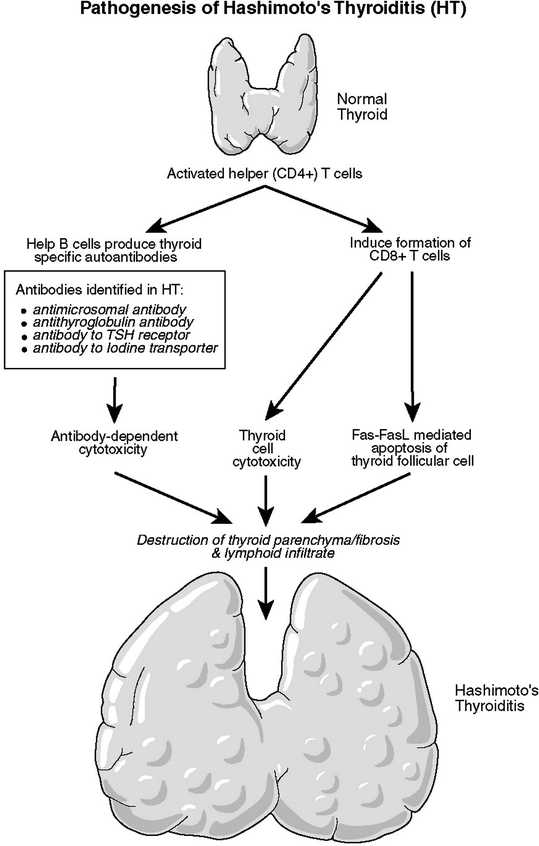 Pathogenesis of Hashimoto's Thyroiditis (HT)
Normal
Thyroid
Activated helper (CD4+) T cells
Help B cells produce thyroid
specific autoantibodies
Induce formation of
CD8+ T cells
Antibodies identified in HT:
• antimicrosomal antibody
• antithyroglobulin antibody
• antibody to TSH receptor
• antibody to Iodine transporter
Antibody-dependent
cytotoxicity
Thyroid
cell
cytotoxicity
Fas-FasL mediated
apoptosis of
thyroid follicular cell
Destruction of thyroid parenchyma/fibrosis
& lymphoid infiltrate
Hashimoto's
Thyroiditis